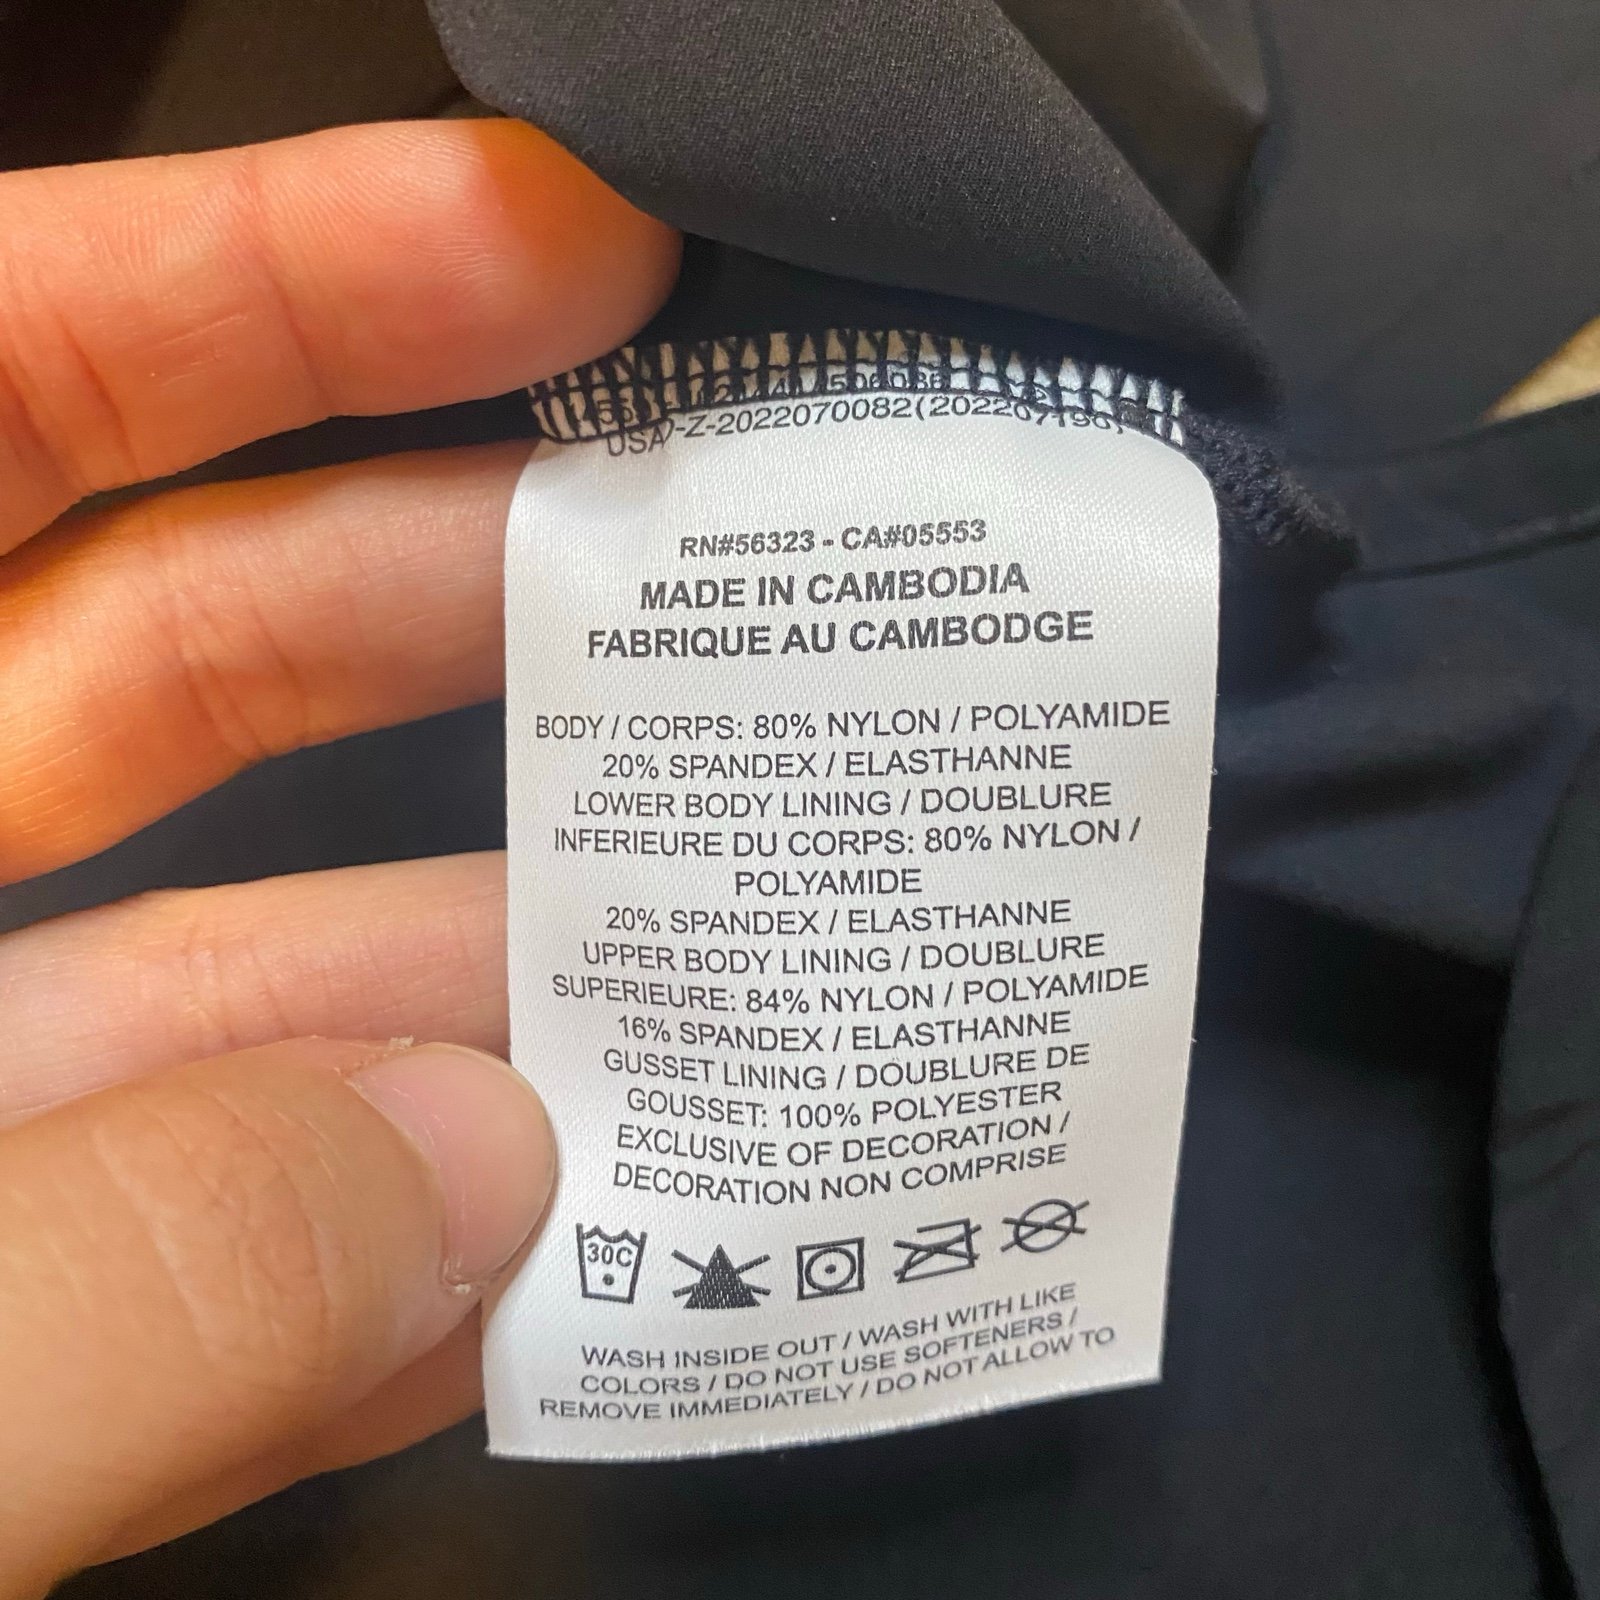 USA)-Z-2022070082(20220719
RN#56323 - CA#05553
MADE IN CAMBODIA
FABRIQUE AU CAMBODGE
BODY / CORPS: 80% NYLON / POLYAMIDE
20% SPANDEX / ELASTHANNE
LOWER BODY LINING / DOUBLURE
INFERIEURE DU CORPS: 80% NYLON /
POLYAMIDE
20% SPANDEX / ELASTHANNE
UPPER BODY LINING / DOUBLURE
SUPERIEURE: 84% NYLON / POLYAMIDE
16% SPANDEX / ELASTHANNE
GUSSET LINING / DOUBLURE DE
GOUSSET: 100% POLYESTER
EXCLUSIVE OF DECORATION /
DECORATION NON COMPRISE
30C
WASH INSIDE OUT / WASH WITH LIKE
COLORS / DO NOT USE SOFTENERS /
REMOVE IMMEDIATELY / DO NOT ALLOW TO